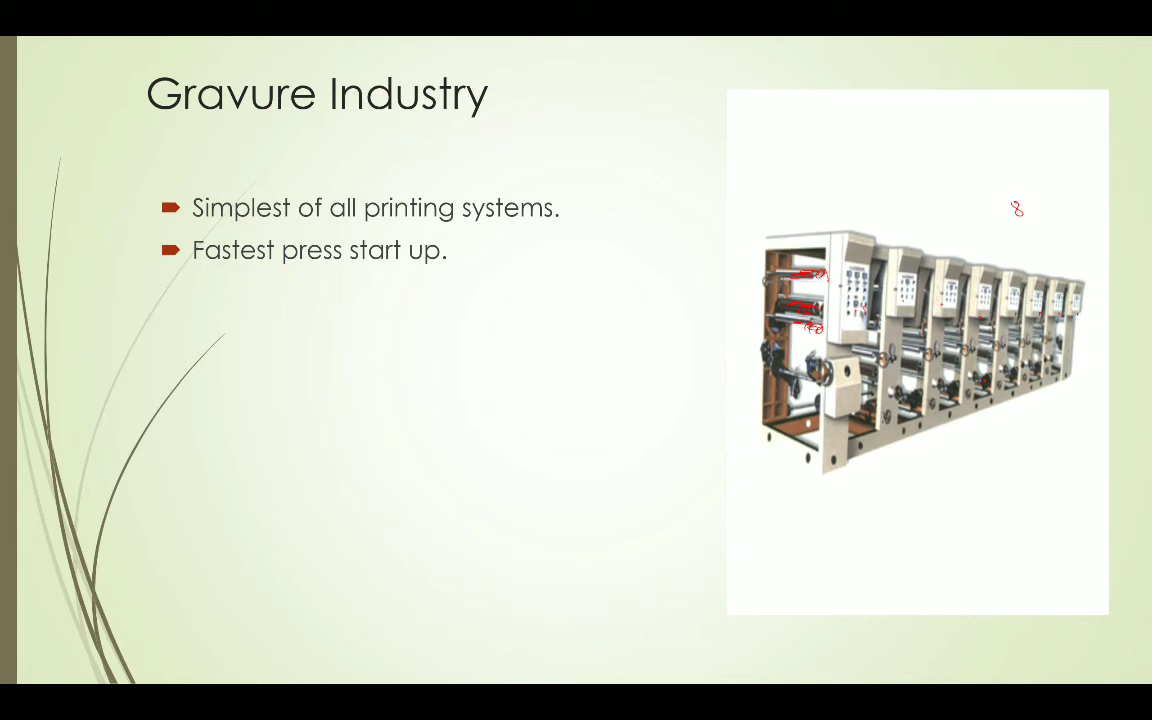 Gravure Industry
Simplest of all printing systems.
Fastest press start up.
8